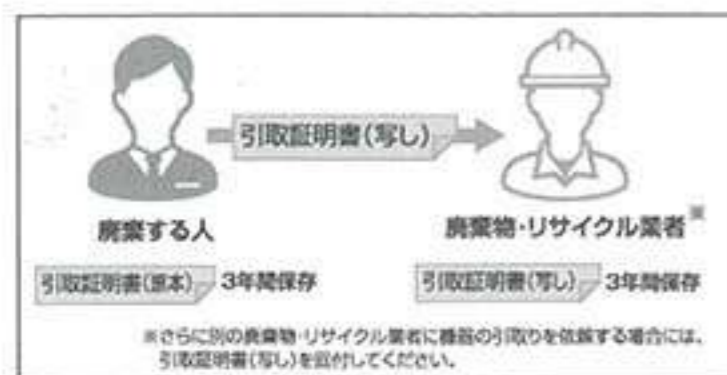 引取証明書(写し)
廃棄する人
廃棄物・リサイクル業者※
引取証明書(原本) 3年間保存
引取証明書(写し) 3年間保存
※さらに別の廃棄物・リサイクル業者に機器の引取りを依頼する場合には、
引取証明書(写し)を回付してください。